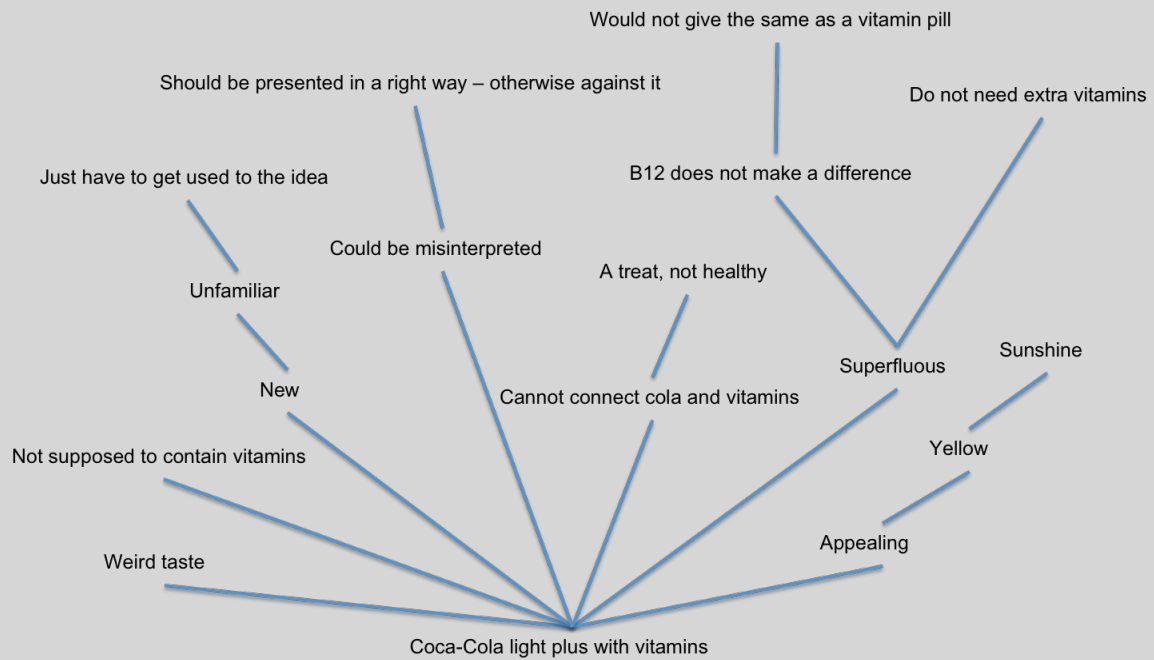 Would not give the same as a vitamin pill
Should be presented in a right way – otherwise against it
Do not need extra vitamins
Just have to get used to the idea
B12 does not make a difference
Could be misinterpreted
A treat, not healthy
Unfamiliar
Sunshine
Superfluous
New
Cannot connect cola and vitamins
Yellow
Not supposed to contain vitamins
Appealing
Weird taste
Coca-Cola light plus with vitamins